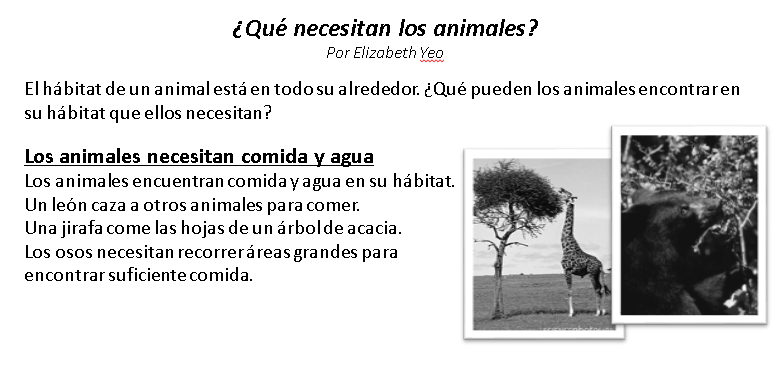 ¿Qué necesitan los animales?
Por Elizabeth Yeo
El hábitat de un animal está en todo su alrededor. ¿Qué pueden los animales encontrar en
su hábitat que ellos necesitan?
Los animales necesitan comida y agua
Los animales encuentran comida y agua en su hábitat.
Un león caza a otros animales para comer.
Una jirafa come las hojas de un árbol de acacia.
Los osos necesitan recorrer áreas grandes para
encontrar suficiente comida.